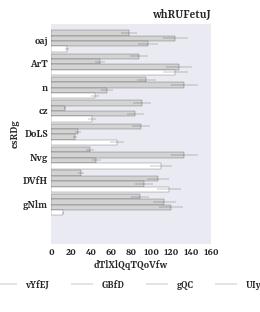 whRUFetuJ
oaj
ArT
n
cz
DoLS
Nvg
DVfH
gNlm
esRDg
0 20 40 60 80 100 120 140 160
dTlXlQqTQoVfw
vYfEJ GBfD gQC UIy